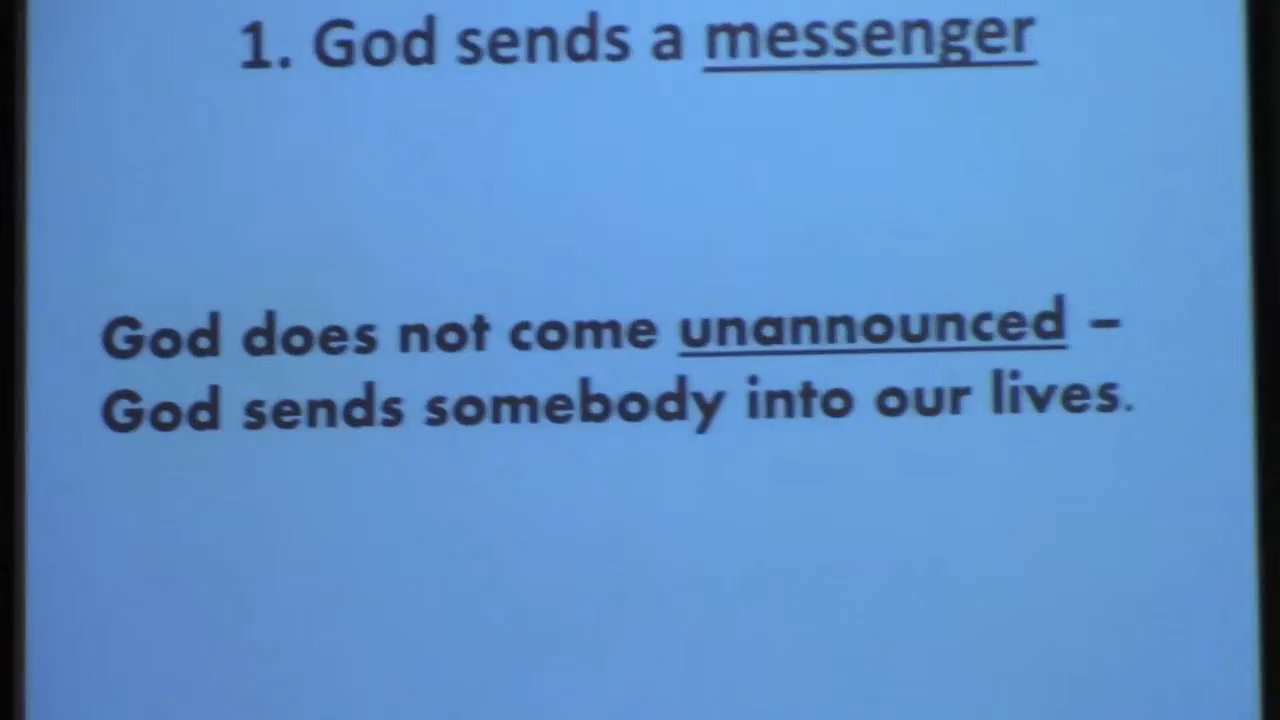 1. God sends a messenger
God does not come unannounced –
God sends somebody into our lives.